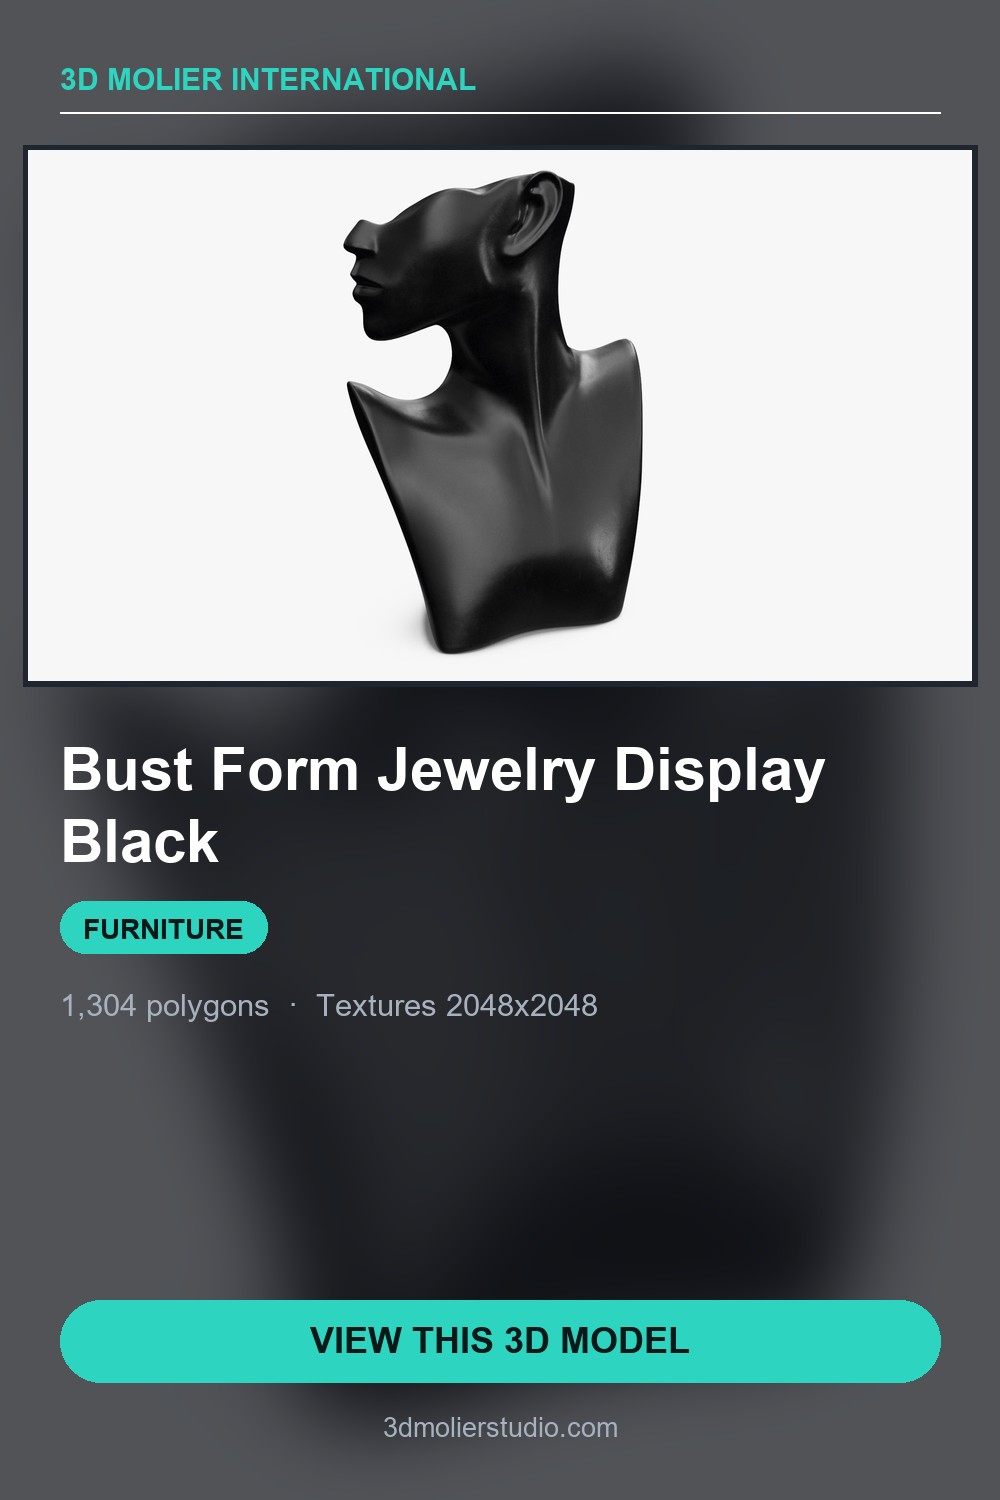 3D MOLIER INTERNATIONAL
Bust Form Jewelry Display
Black
FURNITURE
1,304 polygons · Textures 2048x2048
VIEW THIS 3D MODEL
3dmolierstudio.com